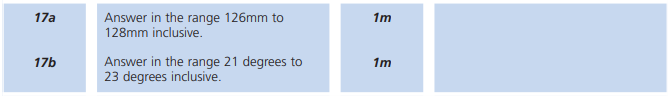 17a Answer in the range 126mm to 1m
128mm inclusive.
17b Answer in the range 21 degrees to 1m
23 degrees inclusive.